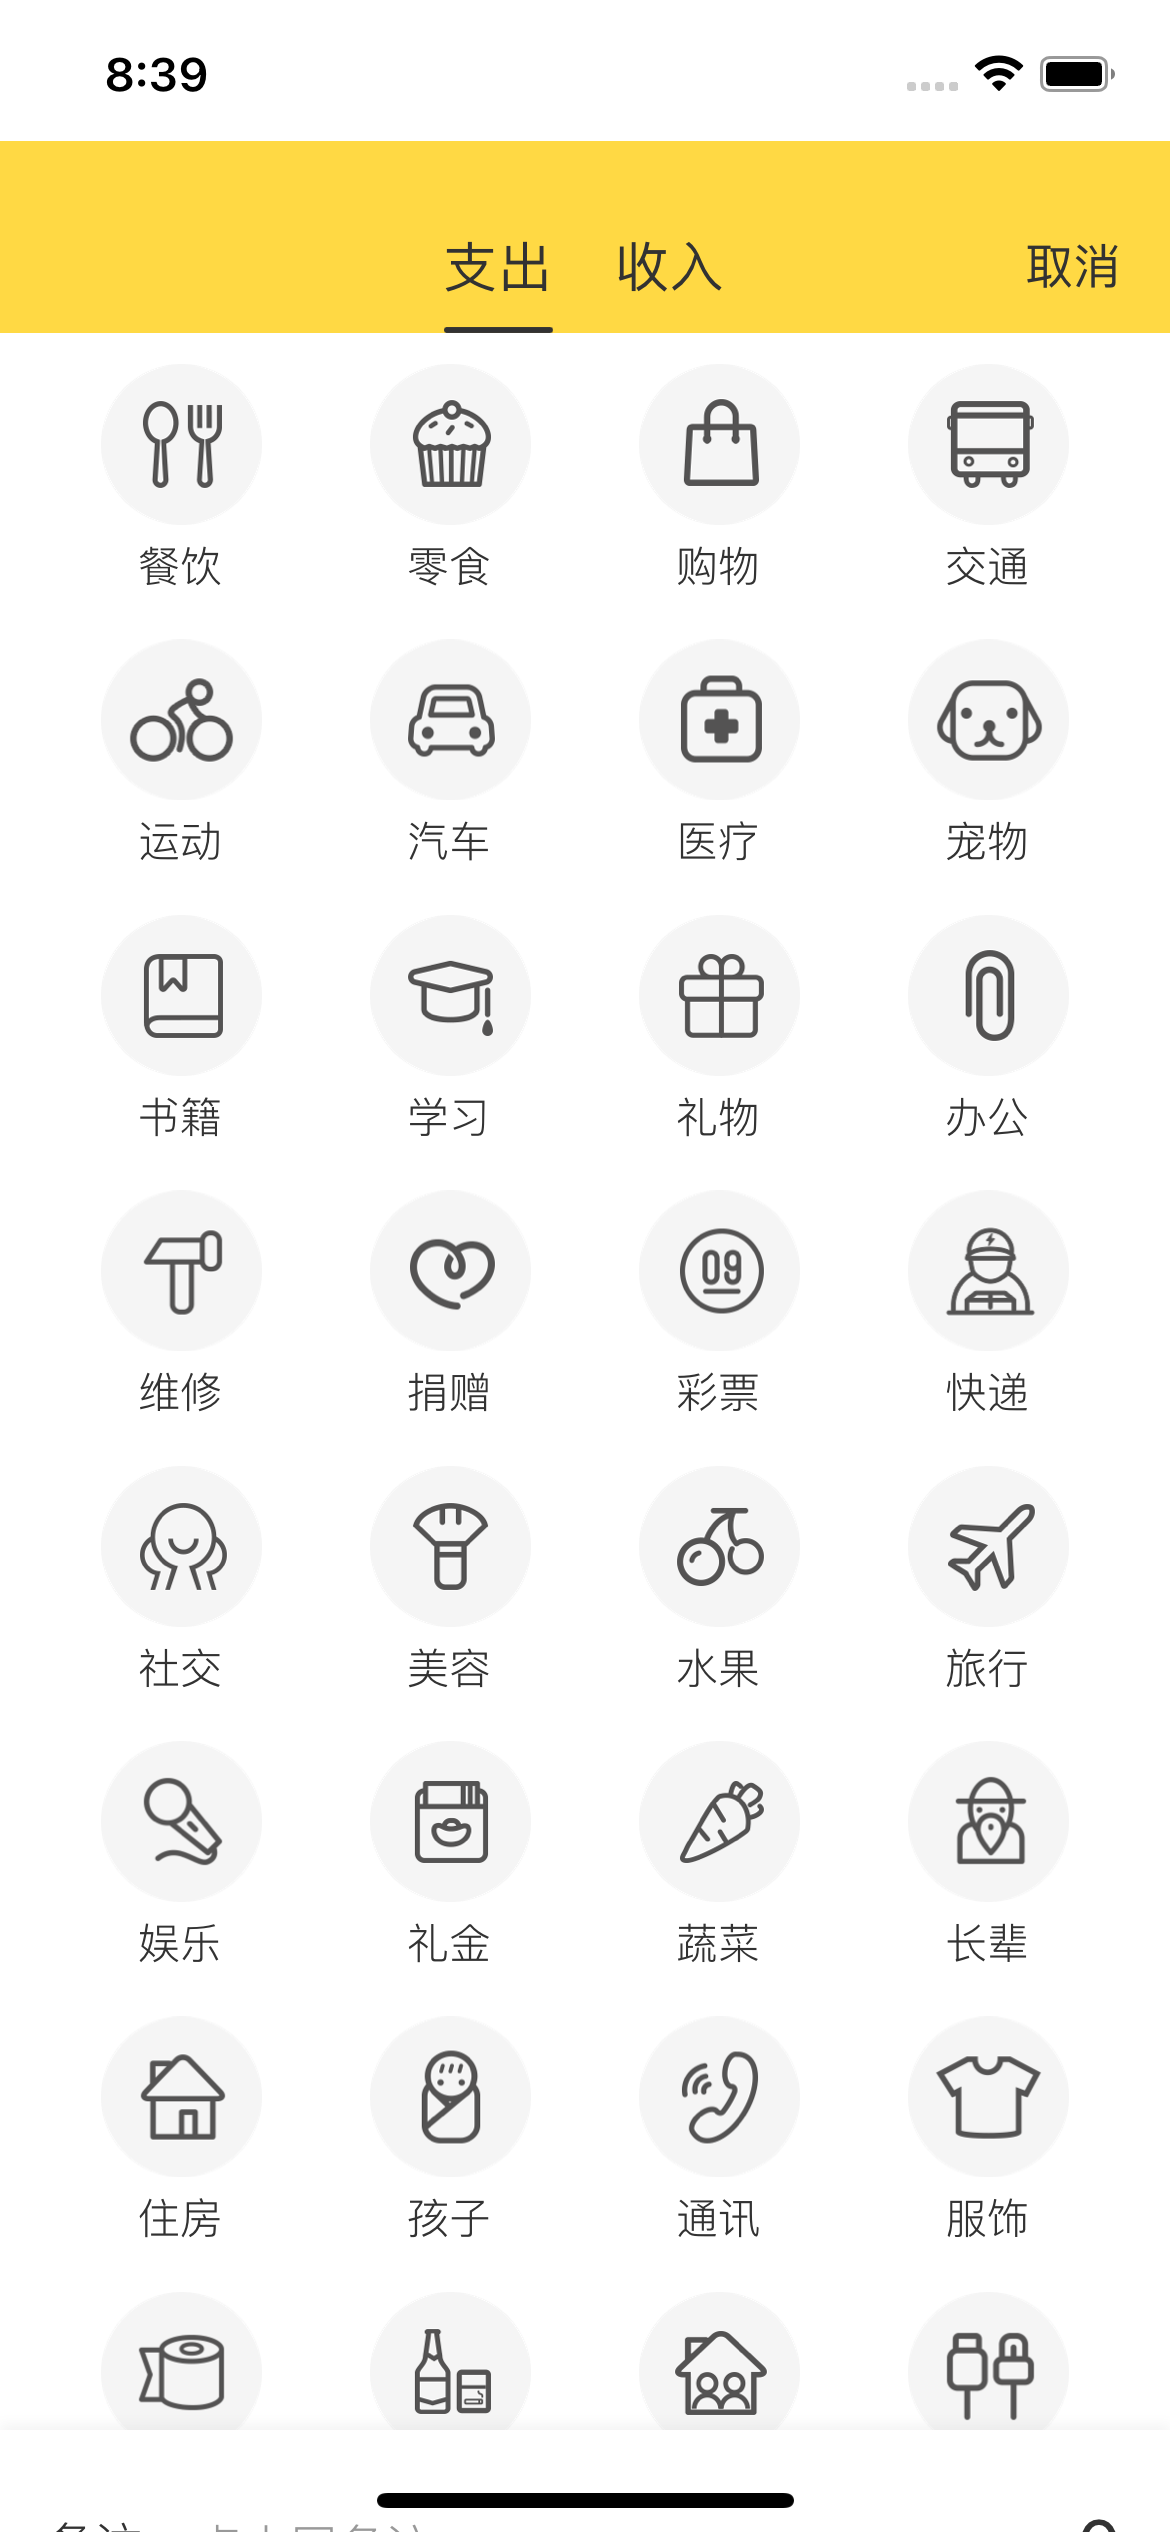 8:39
支出 收入 取消
餐饮 零食 购物 交通
运动 汽车 医疗 宠物
书籍 学习 礼物 办公
09
维修 捐赠 彩票 快递
社交 美容 水果 旅行
娱乐 礼金 蔬菜 长辈
住房 孩子 通讯 服饰